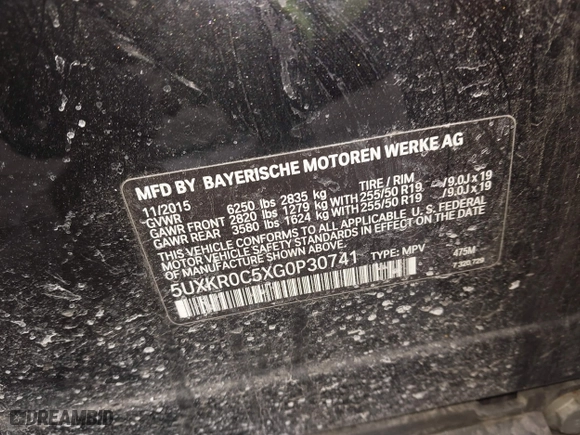 MFD BY BAYERISCHE MOTOREN WERKE AG
11/2015 TIRE / RIM
GVWR 6250 lbs 2835 kg
GAWR FRONT 2820 lbs 1279 kg WITH 255/50 R19 /9.0J x 19
GAWR REAR 3580 lbs 1624 kg WITH 255/50 R19 /9.0J x 19
THIS VEHICLE CONFORMS TO ALL APPLICABLE U. S. FEDERAL
MOTOR VEHICLE SAFETY STANDARDS IN EFFECT ON THE DATE
OF MANUFACTURE SHOWN ABOVE.
5UXKR0C5XG0P30741 TYPE: MPV 475M
DREAMBID